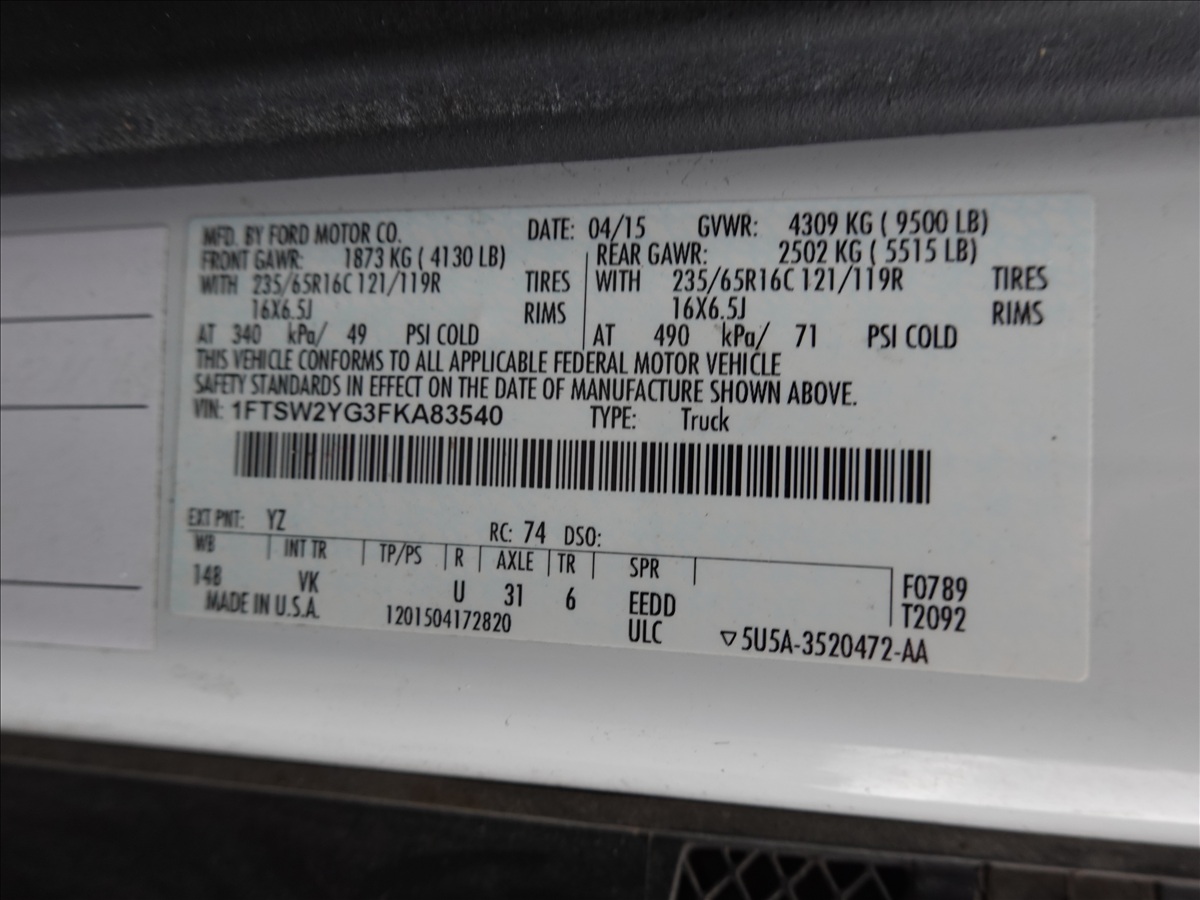 MFD. BY FORD MOTOR CO. DATE: 04/15 GVWR: 4309 KG ( 9500 LB)
FRONT GAWR: 1873 KG ( 4130 LB) REAR GAWR: 2502 KG ( 5515 LB)
WITH 235/65R16C 121/119R TIRES WITH 235/65R16C 121/119R TIRES
16X6.5J RIMS 16X6.5J RIMS
AT 340 kPa/ 49 PSI COLD AT 490 kPa/ 71 PSI COLD
THIS VEHICLE CONFORMS TO ALL APPLICABLE FEDERAL MOTOR VEHICLE
SAFETY STANDARDS IN EFFECT ON THE DATE OF MANUFACTURE SHOWN ABOVE.
VIN: 1FTSW2YG3FKA83540 TYPE: Truck
EXT PNT: YZ RC: 74 DSO:
WB INT TR TP/PS R AXLE TR SPR
148 VK U 31 6 EEDD F0789
MADE IN U.S.A. 1201504172820 ULC ▽5U5A-3520472-AA T2092